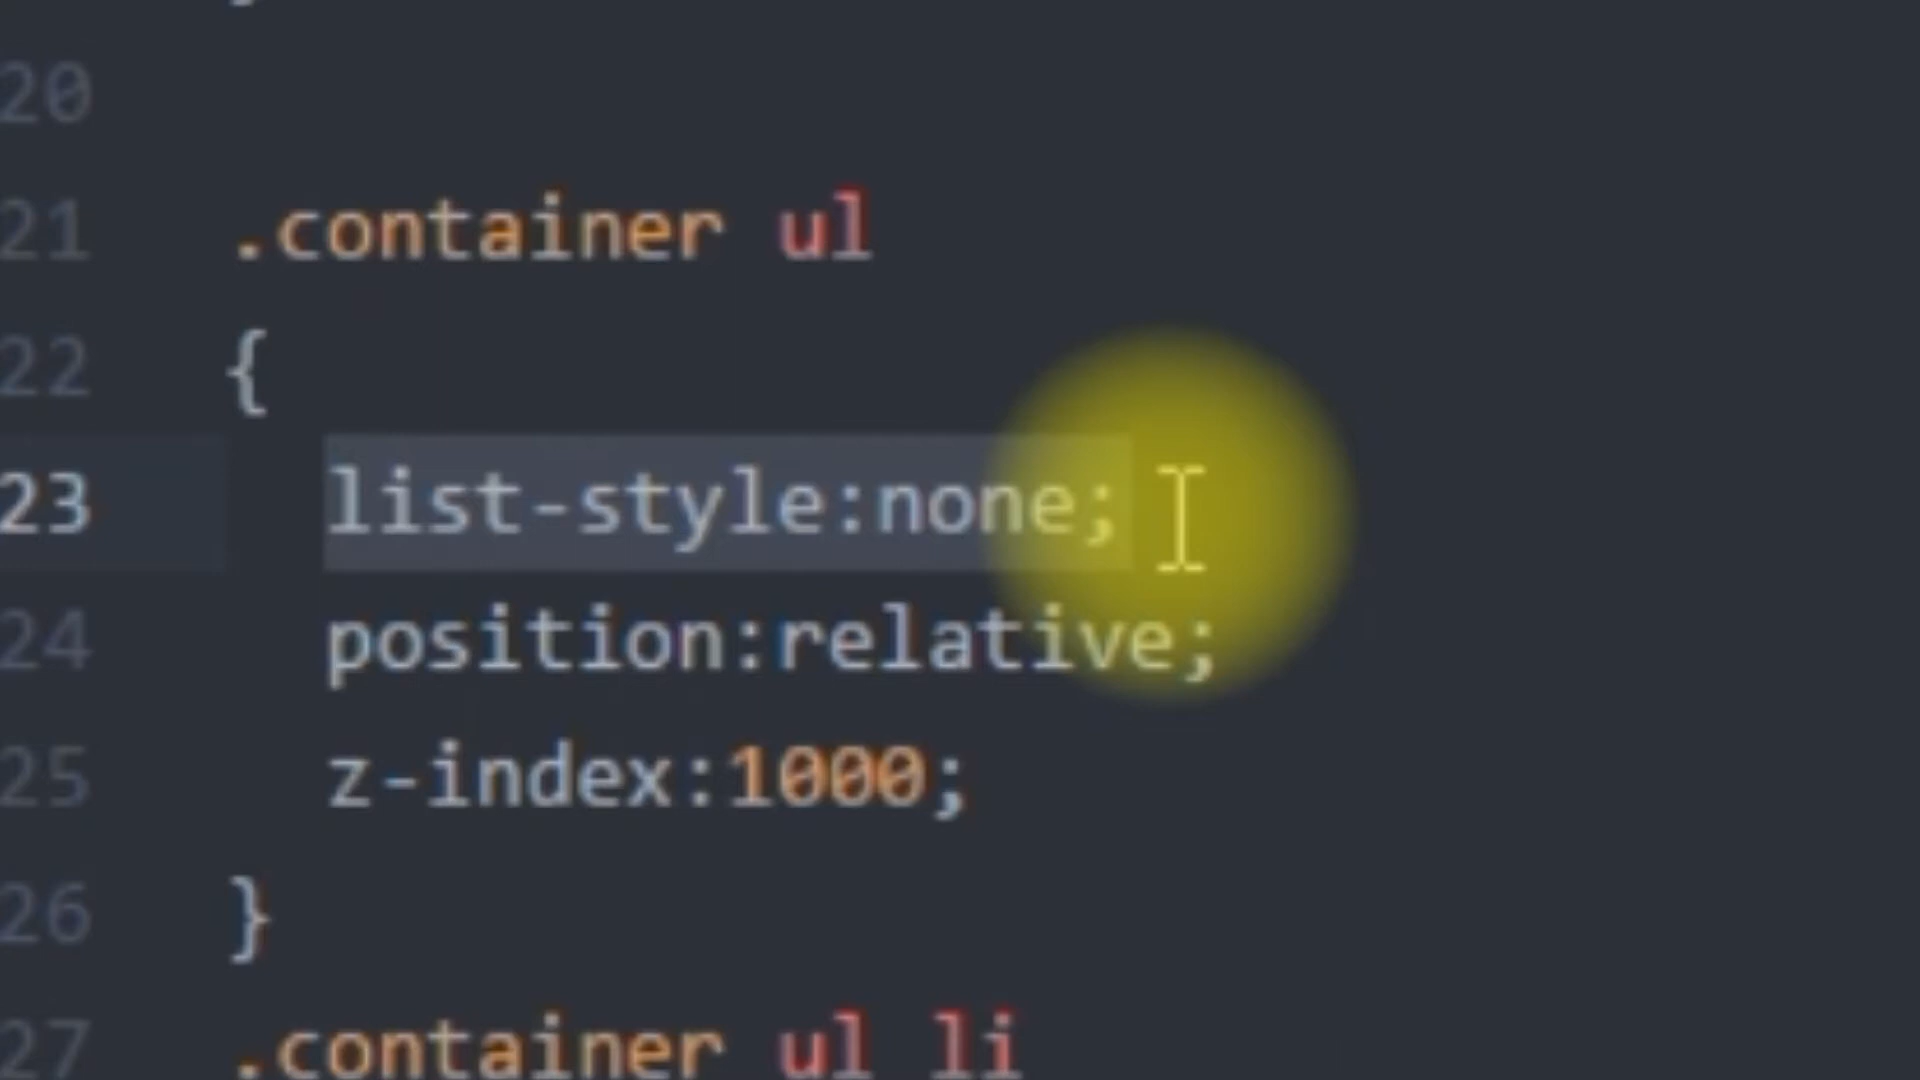 20
21 .container ul
22 {
23 list-style:none;
24 position:relative;
25 z-index:1000;
26 }
27 .container ul li